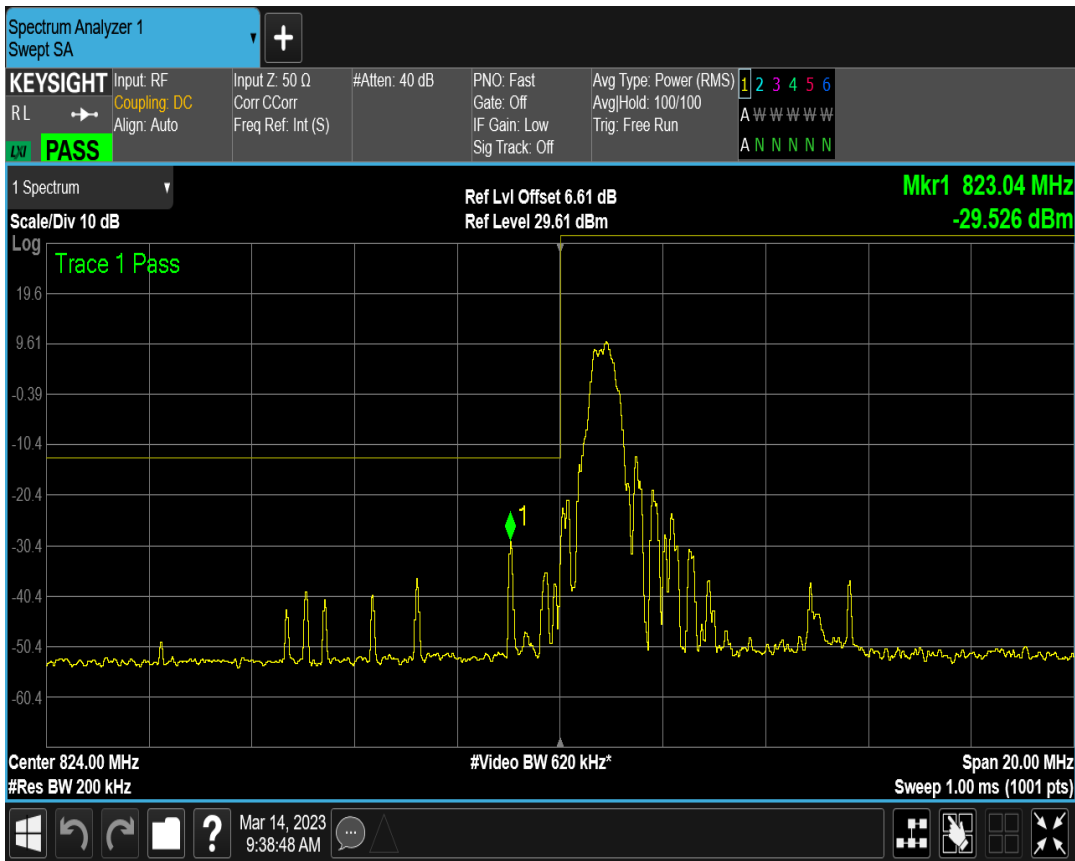 Spectrum Analyzer 1
Swept SA
+
KEYSIGHT
R L
LXI PASS
Input: RF
Coupling: DC
Align: Auto
Input Z: 50 Ω
Corr CCorr
Freq Ref: Int (S)
#Atten: 40 dB
PNO: Fast
Gate: Off
IF Gain: Low
Sig Track: Off
Avg Type: Power (RMS)
Avg|Hold: 100/100
Trig: Free Run
1 2 3 4 5 6
A W W W W W
A N N N N N
1 Spectrum
Scale/Div 10 dB
Ref Lvl Offset 6.61 dB
Ref Level 29.61 dBm
Mkr1 823.04 MHz
-29.526 dBm
Log
Trace 1 Pass
19.6
9.61
-0.39
-10.4
-20.4
1
-30.4
-40.4
-50.4
-60.4
Center 824.00 MHz
#Res BW 200 kHz
#Video BW 620 kHz*
Span 20.00 MHz
Sweep 1.00 ms (1001 pts)
?
Mar 14, 2023
9:38:48 AM